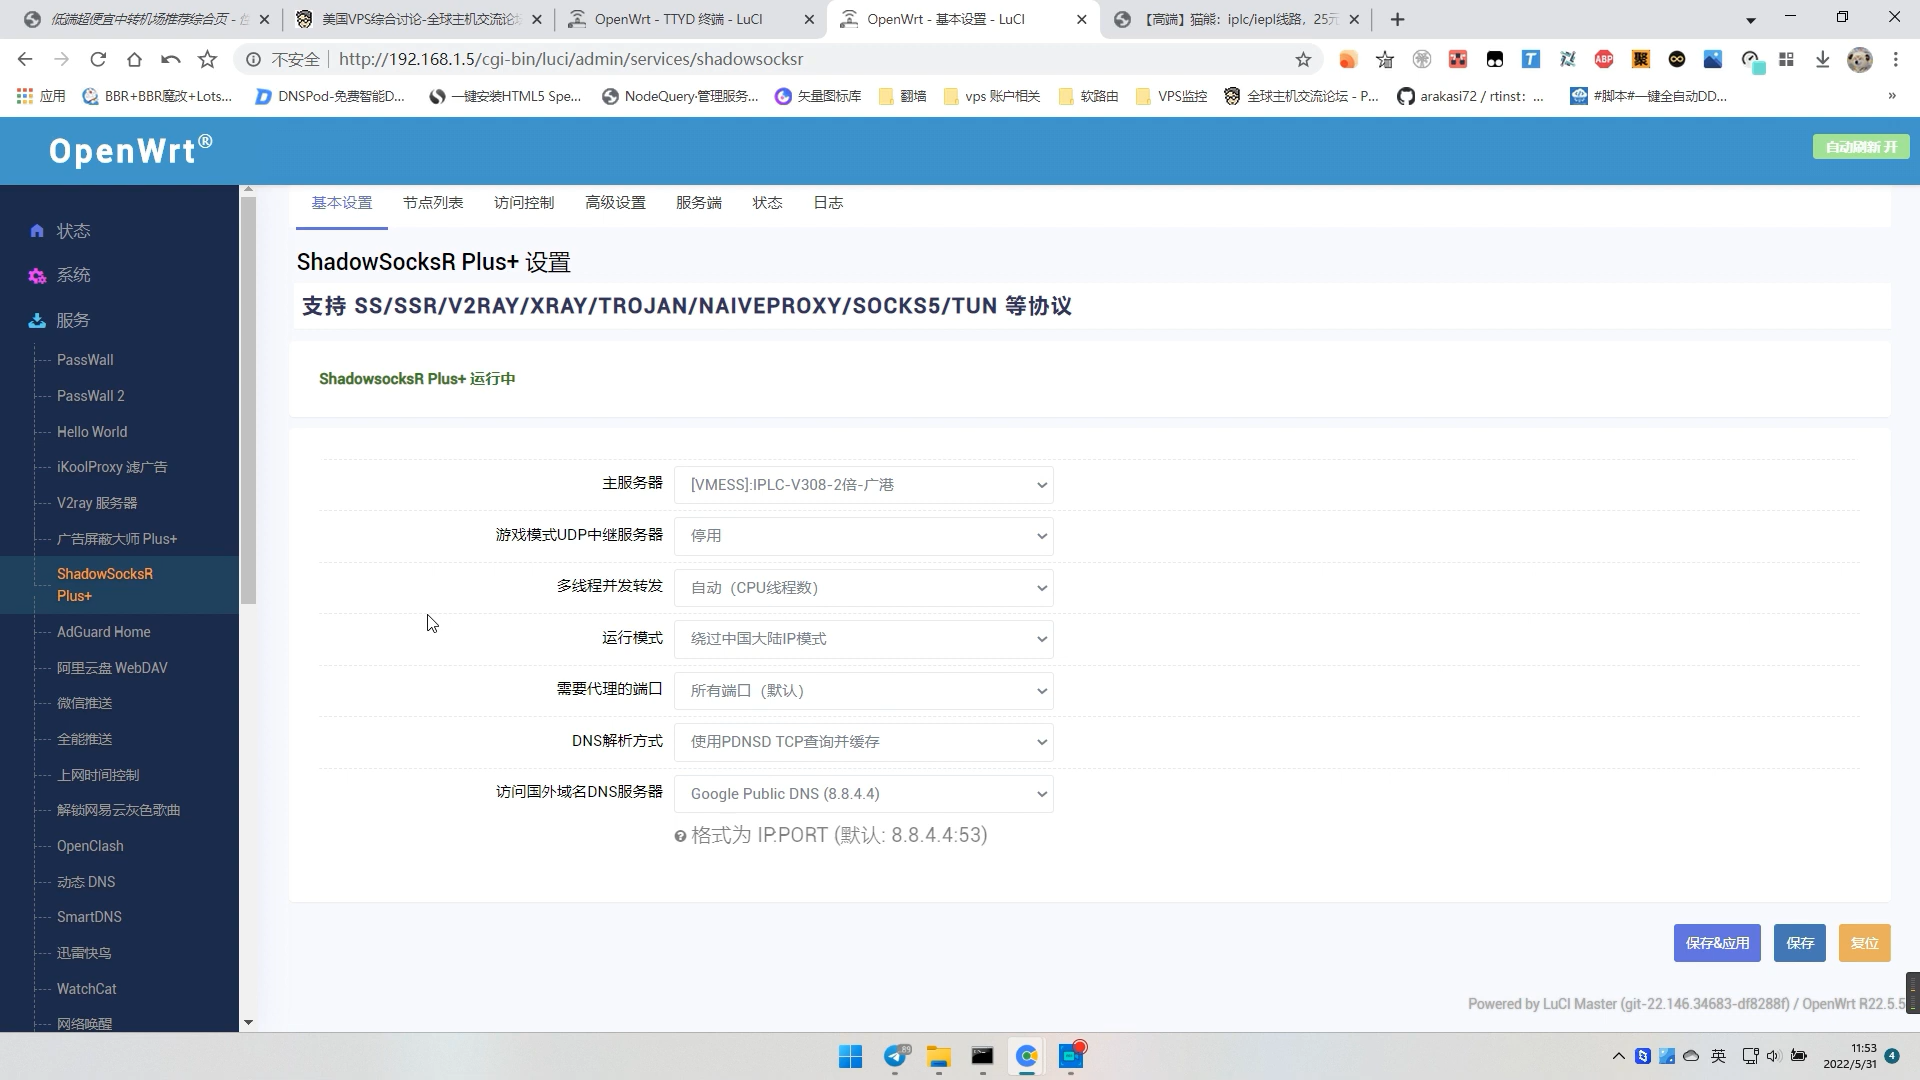 低端超便宜中转机场推荐综合页 -
美国VPS综合讨论-全球主机交流论坛
OpenWrt - TTYD 终端 - LuCI
OpenWrt - 基本设置 - LuCI
【高端】猫熊：iplc/iepl线路，25元
不安全
http://192.168.1.5/cgi-bin/luci/admin/services/shadowsocksr
应用
BBR+BBR魔改+Lots...
DNSPod-免费智能D...
一键安装HTML5 Spe...
NodeQuery·管理服务...
矢量图标库
翻墙
vps 账户相关
软路由
VPS监控
全球主机交流论坛 - P...
arakasi72 / rtinst: ...
#脚本#一键全自动DD...
»
OpenWrt®
自动刷新 开
状态
系统
服务
PassWall
PassWall 2
Hello World
iKoolProxy 滤广告
V2ray 服务器
广告屏蔽大师 Plus+
ShadowSocksR
Plus+
AdGuard Home
阿里云盘 WebDAV
微信推送
全能推送
上网时间控制
解锁网易云灰色歌曲
OpenClash
动态 DNS
SmartDNS
迅雷快鸟
WatchCat
网络唤醒
基本设置
节点列表
访问控制
高级设置
服务端
状态
日志
ShadowSocksR Plus+ 设置
支持 SS/SSR/V2RAY/XRAY/TROJAN/NAIVEPROXY/SOCKS5/TUN 等协议
ShadowsocksR Plus+ 运行中
主服务器
[VMESS]:IPLC-V308-2倍-广港
游戏模式UDP中继服务器
停用
多线程并发转发
自动（CPU线程数）
运行模式
绕过中国大陆IP模式
需要代理的端口
所有端口（默认）
DNS解析方式
使用PDNSD TCP查询并缓存
访问国外域名DNS服务器
Google Public DNS (8.8.4.4)
格式为 IP:PORT (默认: 8.8.4.4:53)
保存&应用
保存
复位
Powered by LuCI Master (git-22.146.34683-df8288f) / OpenWrt R22.5.5
89
英
11:53
2022/5/31
4